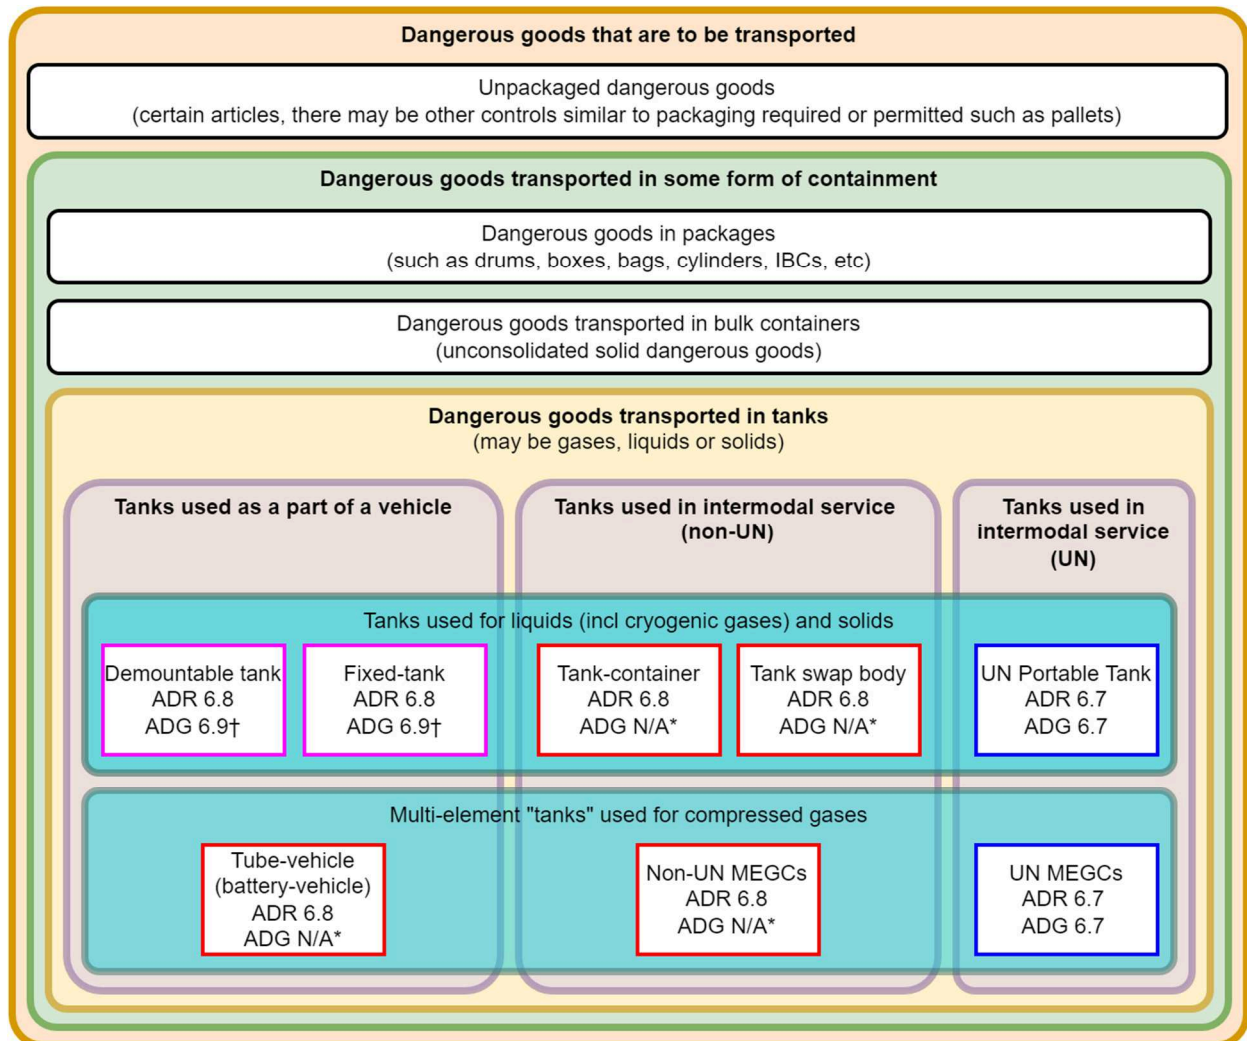 Dangerous goods that are to be transported
Unpackaged dangerous goods
(certain articles, there may be other controls similar to packaging required or permitted such as pallets)
Dangerous goods transported in some form of containment
Dangerous goods in packages
(such as drums, boxes, bags, cylinders, IBCs, etc)
Dangerous goods transported in bulk containers
(unconsolidated solid dangerous goods)
Dangerous goods transported in tanks
(may be gases, liquids or solids)
Tanks used as a part of a vehicle
Tanks used in intermodal service
(non-UN)
Tanks used in
intermodal service
(UN)
Tanks used for liquids (incl cryogenic gases) and solids
Demountable tank
ADR 6.8
ADG 6.9†
Fixed-tank
ADR 6.8
ADG 6.9†
Tank-container
ADR 6.8
ADG N/A*
Tank swap body
ADR 6.8
ADG N/A*
UN Portable Tank
ADR 6.7
ADG 6.7
Multi-element "tanks" used for compressed gases
Tube-vehicle
(battery-vehicle)
ADR 6.8
ADG N/A*
Non-UN MEGCs
ADR 6.8
ADG N/A*
UN MEGCs
ADR 6.7
ADG 6.7